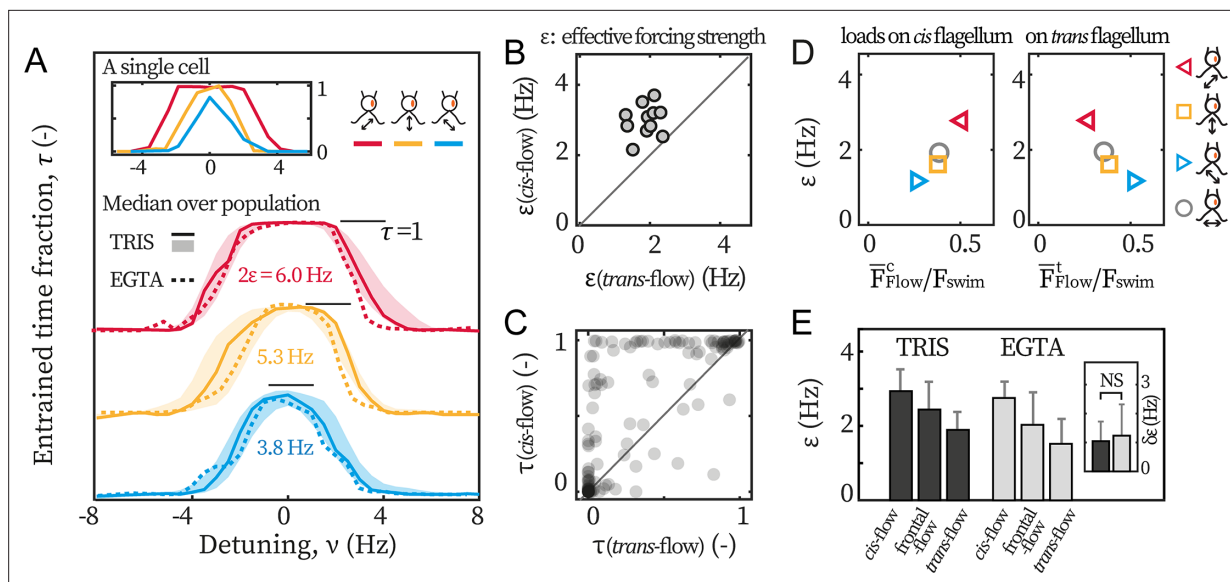 A
A single cell
1
0
-4
0
4
Median over population
TRIS
EGTA
τ=1
2ε=6.0 Hz
5.3 Hz
3.8 Hz
Entrained time fraction, τ (-)
-8
-4
0
4
8
Detuning, ν (Hz)
B
ε: effective forcing strength
4
2
0
ε(cis-flow)
(Hz)
0
2
4
ε(trans-flow) (Hz)
C
1
0
τ(cis-flow) (-)
0
1
τ(trans-flow) (-)
D
loads on cis flagellum
on trans flagellum
4
2
0
ε (Hz)
0
0.5
F̅ᶜFlow/Fswim
4
2
0
0
0.5
F̅ᵗFlow/Fswim
E
TRIS
EGTA
4
2
0
ε (Hz)
NS
3
0
δε (Hz)
cis-flow
frontal
-flow
trans-flow
cis-flow
frontal
-flow
trans-flow